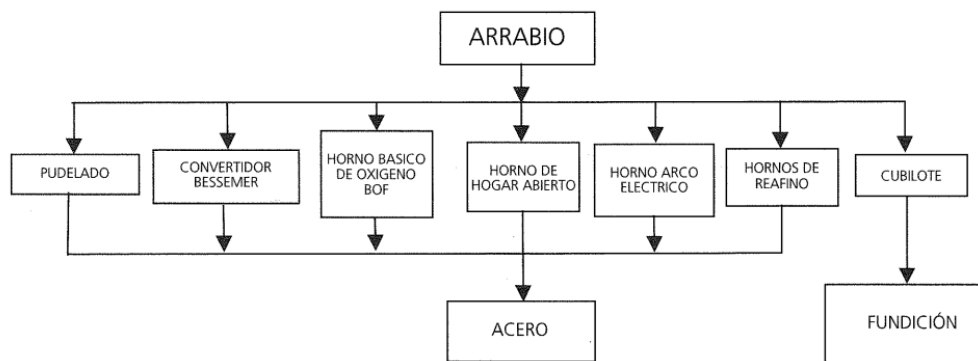 ARRABIO
PUDELADO
CONVERTIDOR
BESSEMER
HORNO BASICO
DE OXIGENO
BOF
HORNO DE
HOGAR ABIERTO
HORNO ARCO
ELECTRICO
HORNOS DE
REAFINO
CUBILOTE
ACERO
FUNDICIÓN